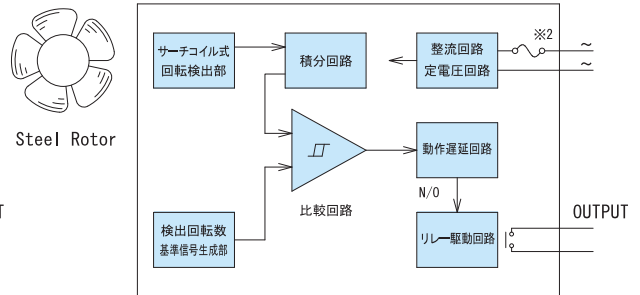 サーチコイル式
回転検出部
積分回路
整流回路
定電圧回路
※2
~
~
Steel Rotor
動作遅延回路
比較回路
N/O
検出回転数
基準信号生成部
リレー駆動回路
OUTPUT
T